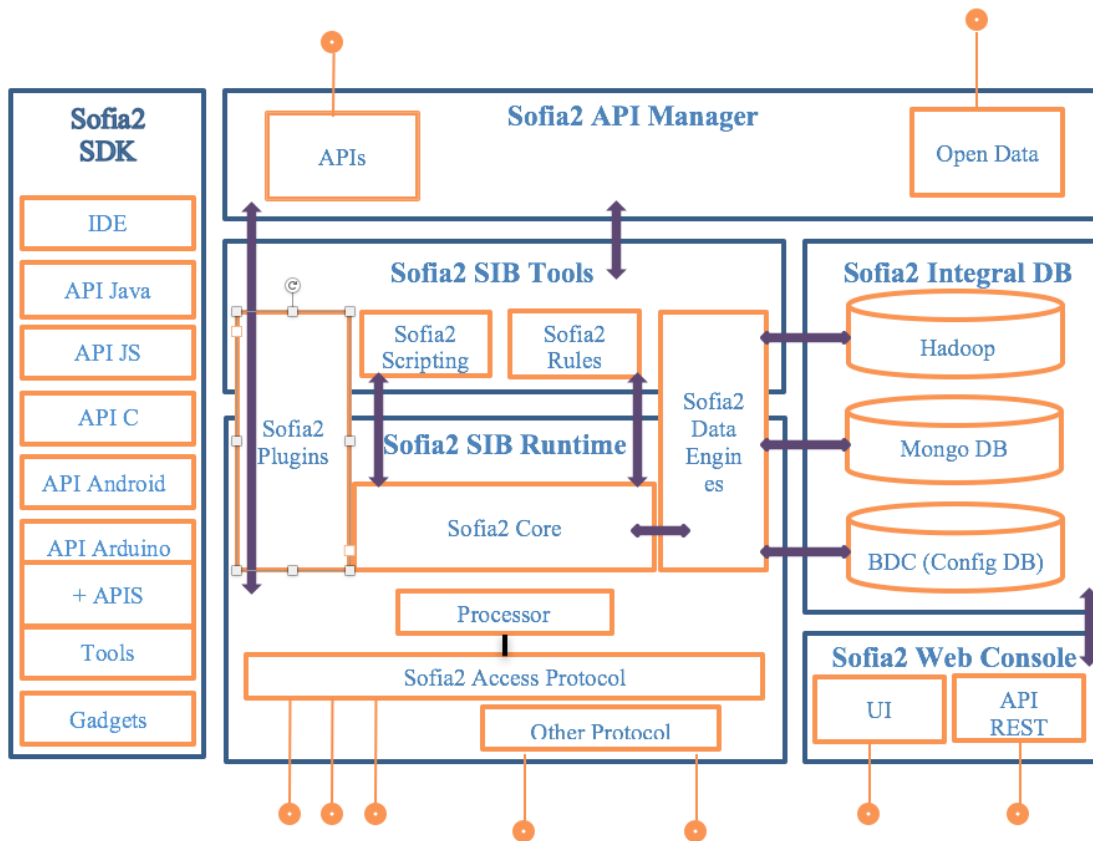 Sofia2
SDK
IDE
API Java
API JS
API C
API Android
API Arduino
+ APIS
Tools
Gadgets
Sofia2 API Manager
APIs
Open Data
Sofia2 SIB Tools
Sofia2
Scripting
Sofia2
Rules
Sofia2
Plugins
Sofia2
Data
Engin
es
Sofia2 SIB Runtime
Sofia2 Core
Processor
Sofia2 Access Protocol
Other Protocol
Sofia2 Integral DB
Hadoop
Mongo DB
BDC (Config DB)
Sofia2 Web Console
UI
API
REST